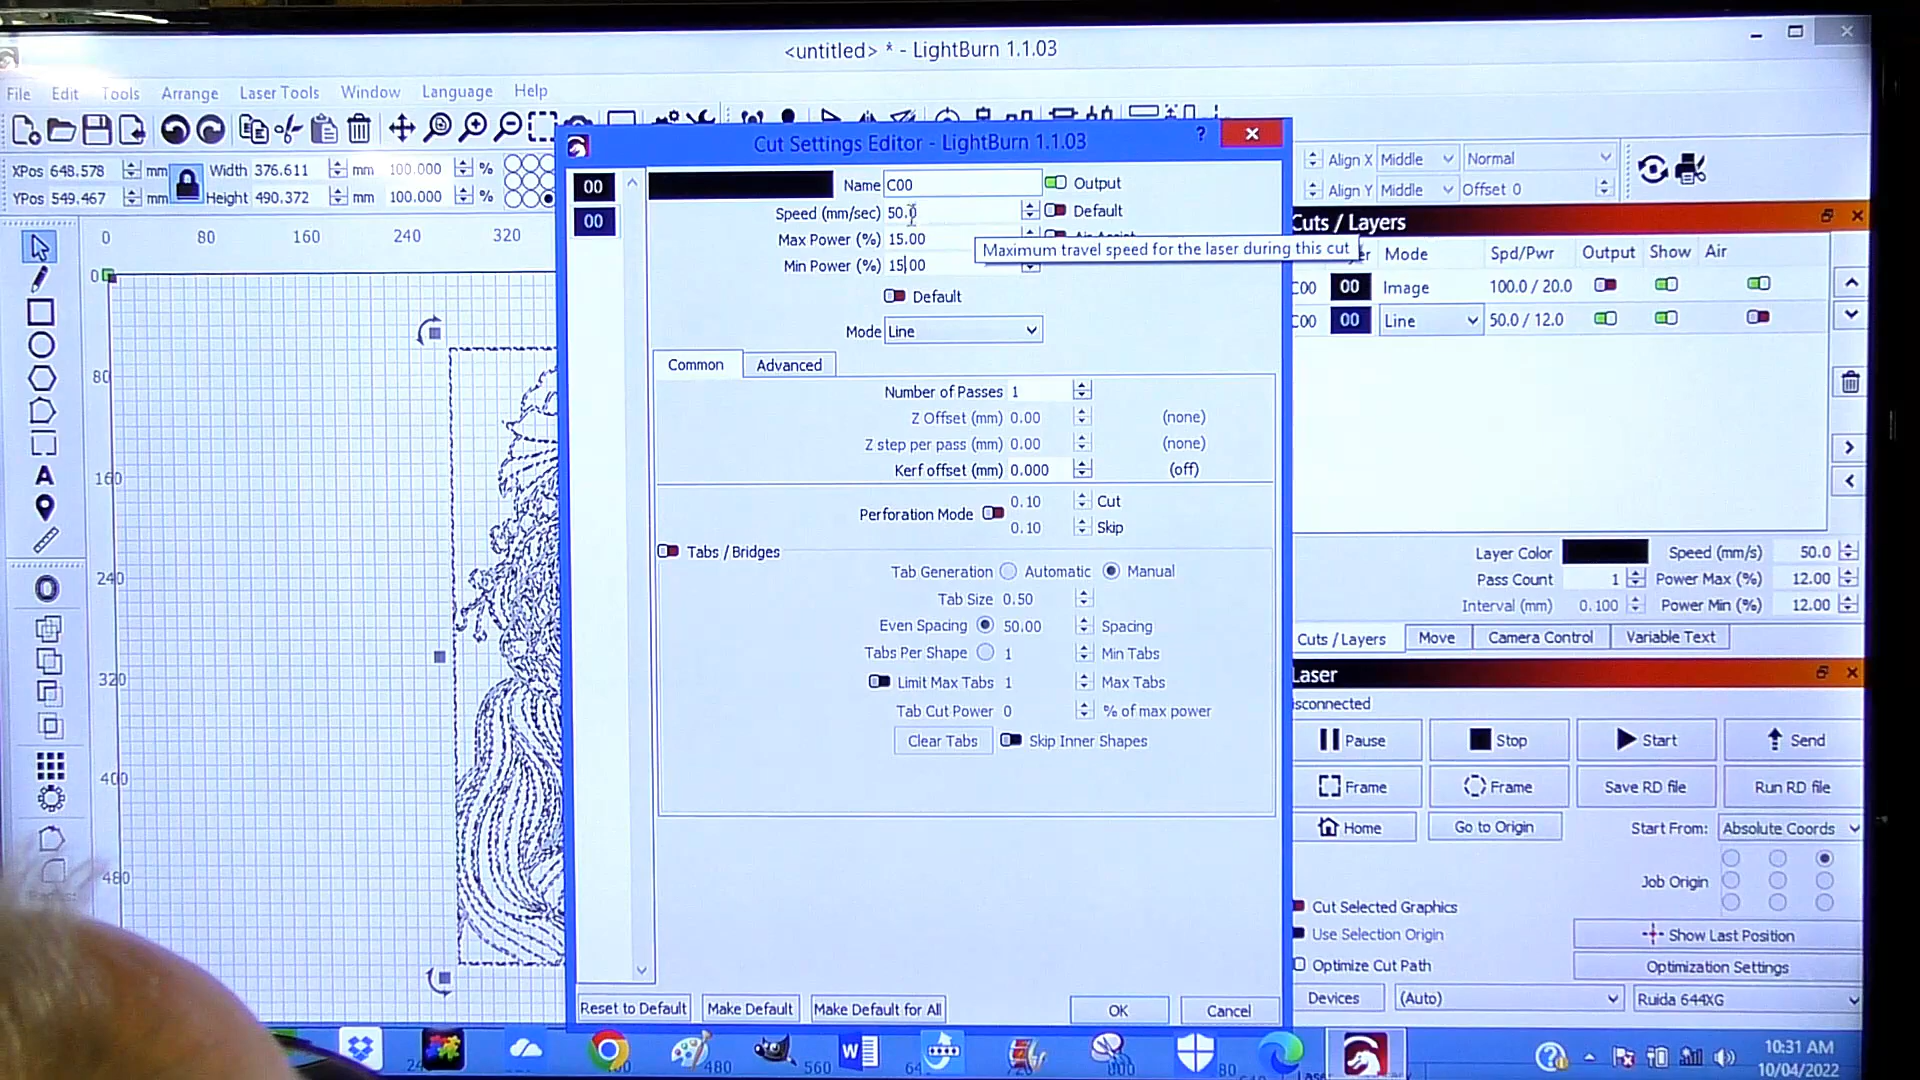 <untitled> * - LightBurn 1.1.03
File Edit Tools Arrange Laser Tools Window Language Help
XPos 648.578 mm Width 376.611 mm 100.000 %
YPos 549.467 mm Height 490.372 mm 100.000 %
Align X Middle Normal
Align Y Middle Offset 0
0 80 160 240 320
0
80
160
240
320
400
480
Cut Settings Editor - LightBurn 1.1.03
? ×
00
00
Name C00 Output
Speed (mm/sec) 50.0 Default
Max Power (%) 15.00
Maximum travel speed for the laser during this cut
Min Power (%) 15.00
Default
Mode Line
Common Advanced
Number of Passes 1
Z Offset (mm) 0.00 (none)
Z step per pass (mm) 0.00 (none)
Kerf offset (mm) 0.000 (off)
Perforation Mode 0.10 Cut
0.10 Skip
Tabs / Bridges
Tab Generation Automatic Manual
Tab Size 0.50
Even Spacing 50.00 Spacing
Tabs Per Shape 1 Min Tabs
Limit Max Tabs 1 Max Tabs
Tab Cut Power 0 % of max power
Clear Tabs Skip Inner Shapes
Reset to Default Make Default Make Default for All OK Cancel
Cuts / Layers
Mode Spd/Pwr Output Show Air
C00 00 Image 100.0 / 20.0
C00 00 Line 50.0 / 12.0
Layer Color Speed (mm/s) 50.0
Pass Count 1 Power Max (%) 12.00
Interval (mm) 0.100 Power Min (%) 12.00
Cuts / Layers Move Camera Control Variable Text
Laser
isconnected
Pause Stop Start Send
Frame Frame Save RD file Run RD file
Home Go to Origin Start From: Absolute Coords
Job Origin
Cut Selected Graphics
Use Selection Origin Show Last Position
Optimize Cut Path Optimization Settings
Devices (Auto) Ruida 644XG
480 560 800
10:31 AM
10/04/2022